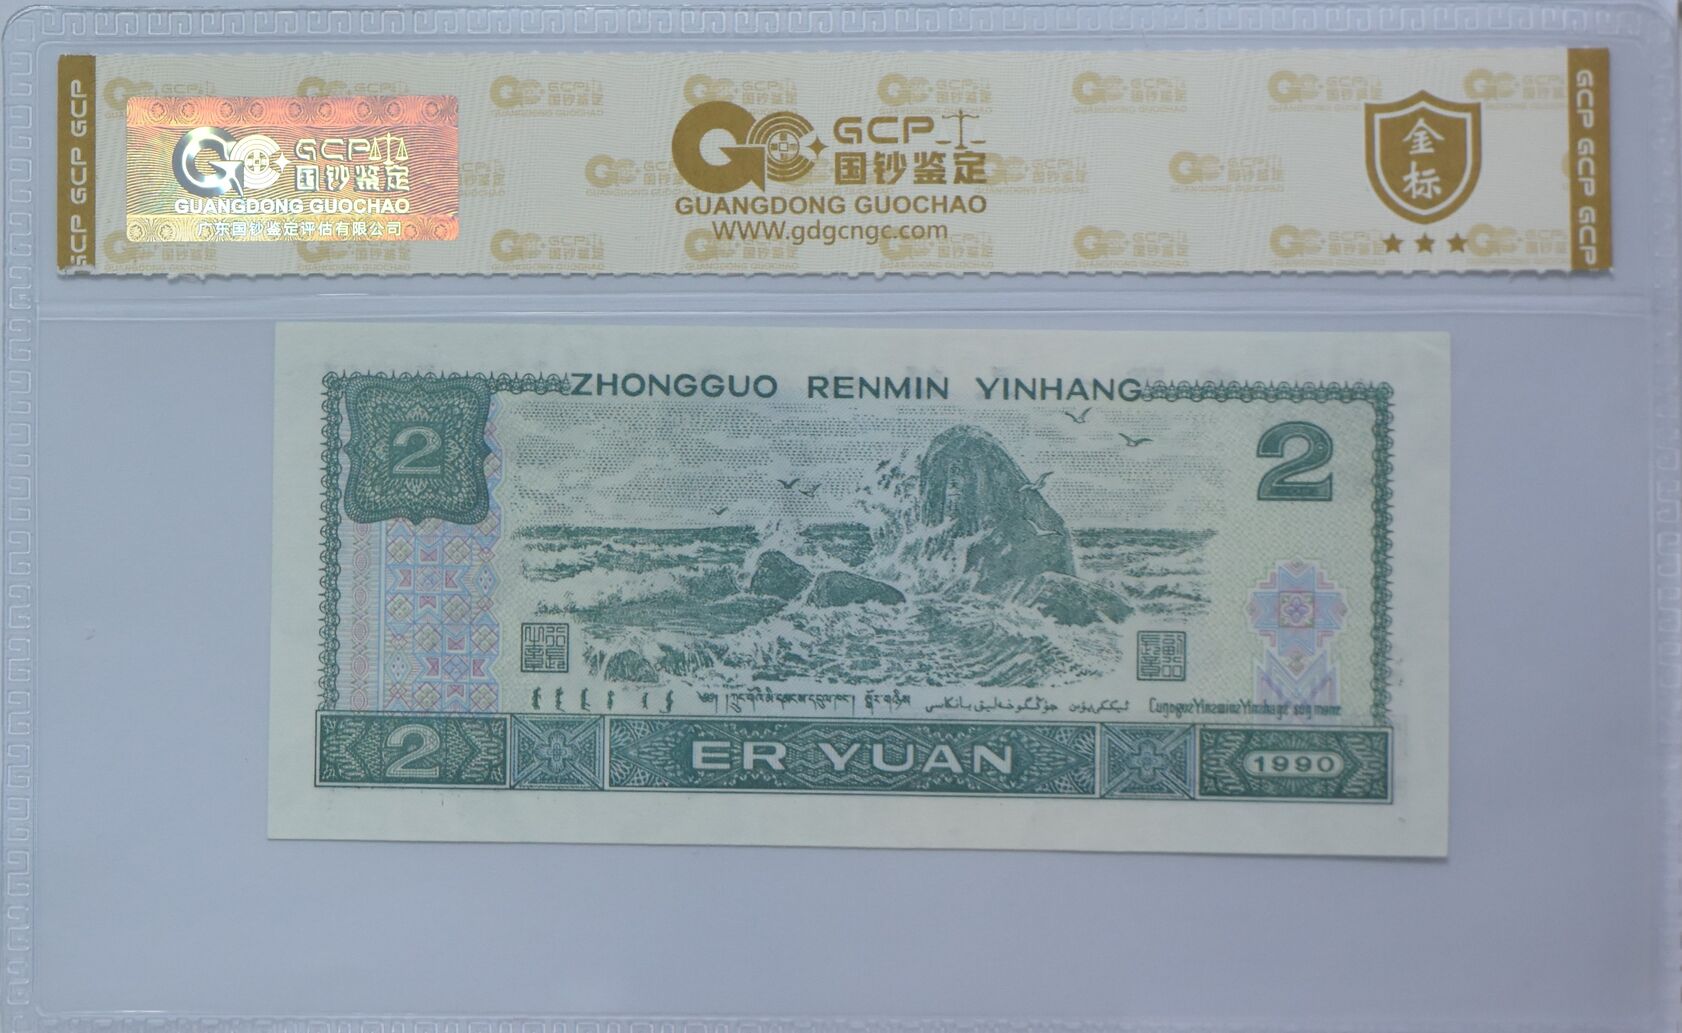 GCP GCP GCP
GCP
国钞鉴定
GUANGDONG GUOCHAO
广东国钞鉴定评估有限公司
GCP
国钞鉴定
GUANGDONG GUOCHAO
WWW.gdgcngc.com
金标
GCP GCP GCP
ZHONGGUO RENMIN YINHANG
2
2
2
ER YUAN
1990